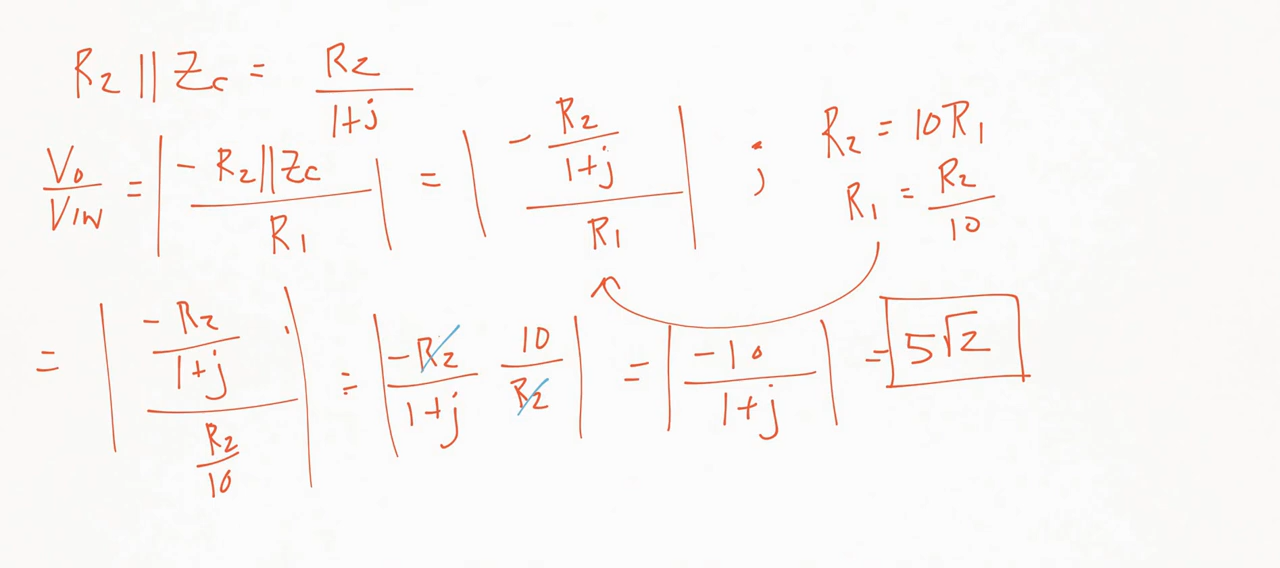 R2 || Zc = R2/(1+j)
Vo/VIN = | - R2||Zc / R1 | = | - (R2/(1+j)) / R1 | ; R2 = 10R1
R1 = R2/10
= | (-R2/(1+j)) / (R2/10) | = | -R2/(1+j) 10/R2 | = | -10/(1+j) | = 5√2